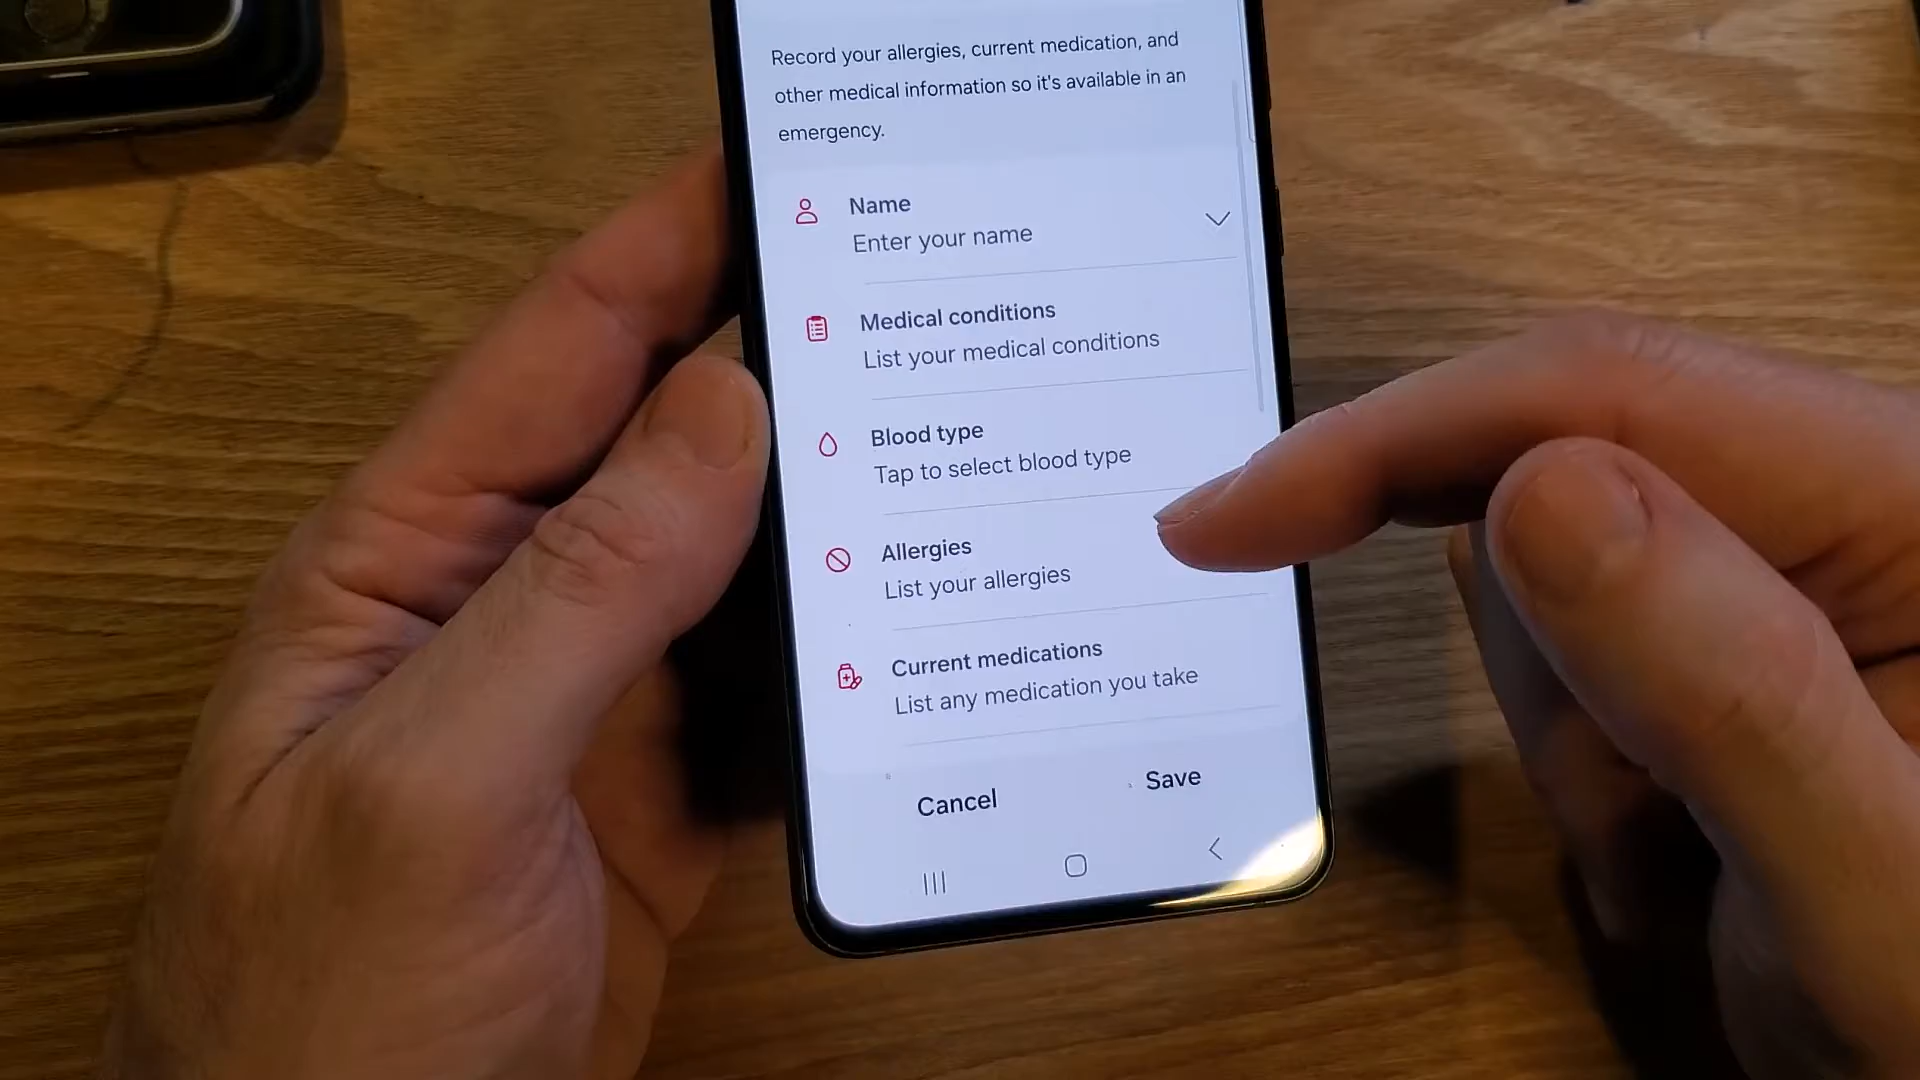 Record your allergies, current medication, and
other medical information so it's available in an
emergency.
Name
Enter your name
Medical conditions
List your medical conditions
Blood type
Tap to select blood type
Allergies
List your allergies
Current medications
List any medication you take
Cancel
Save